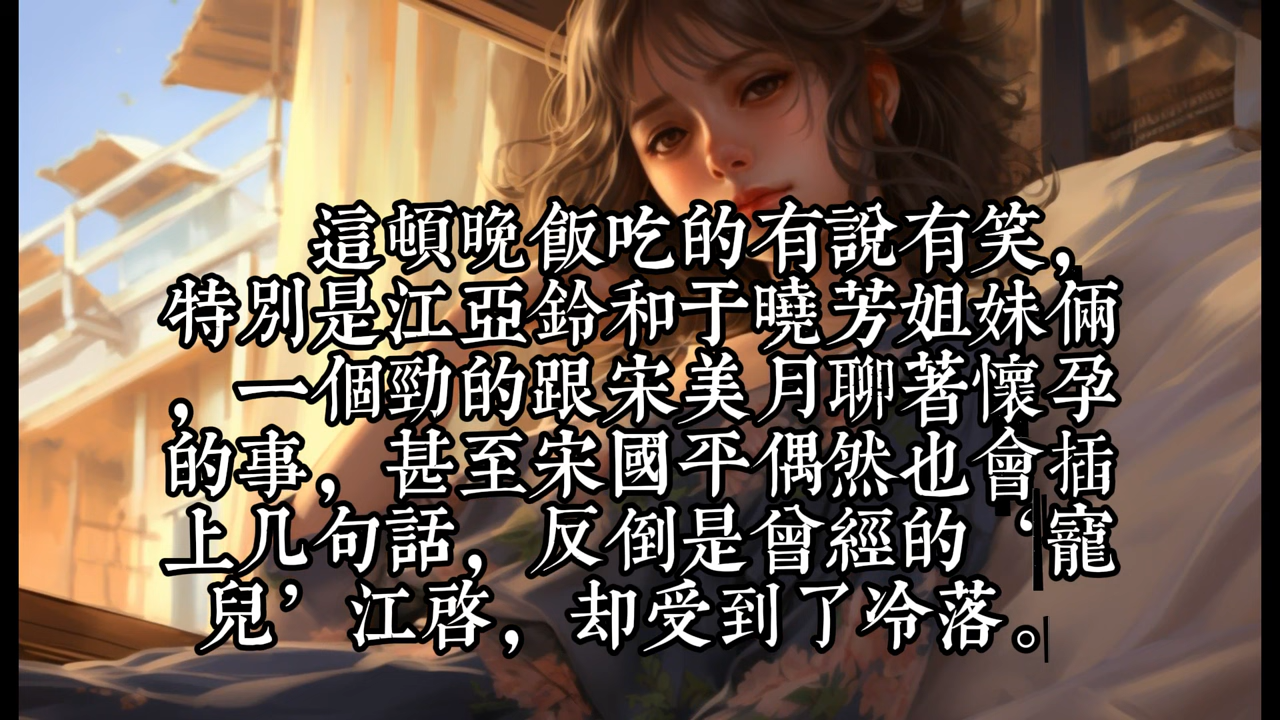 這頓晚飯吃的有說有笑，
特別是江亞鈴和于曉芳姐妹倆
，一個勁的跟宋美月聊著懷孕
的事，甚至宋國平偶然也會插
上几句話，反倒是曾經的‘寵
兒’江啓，却受到了冷落。